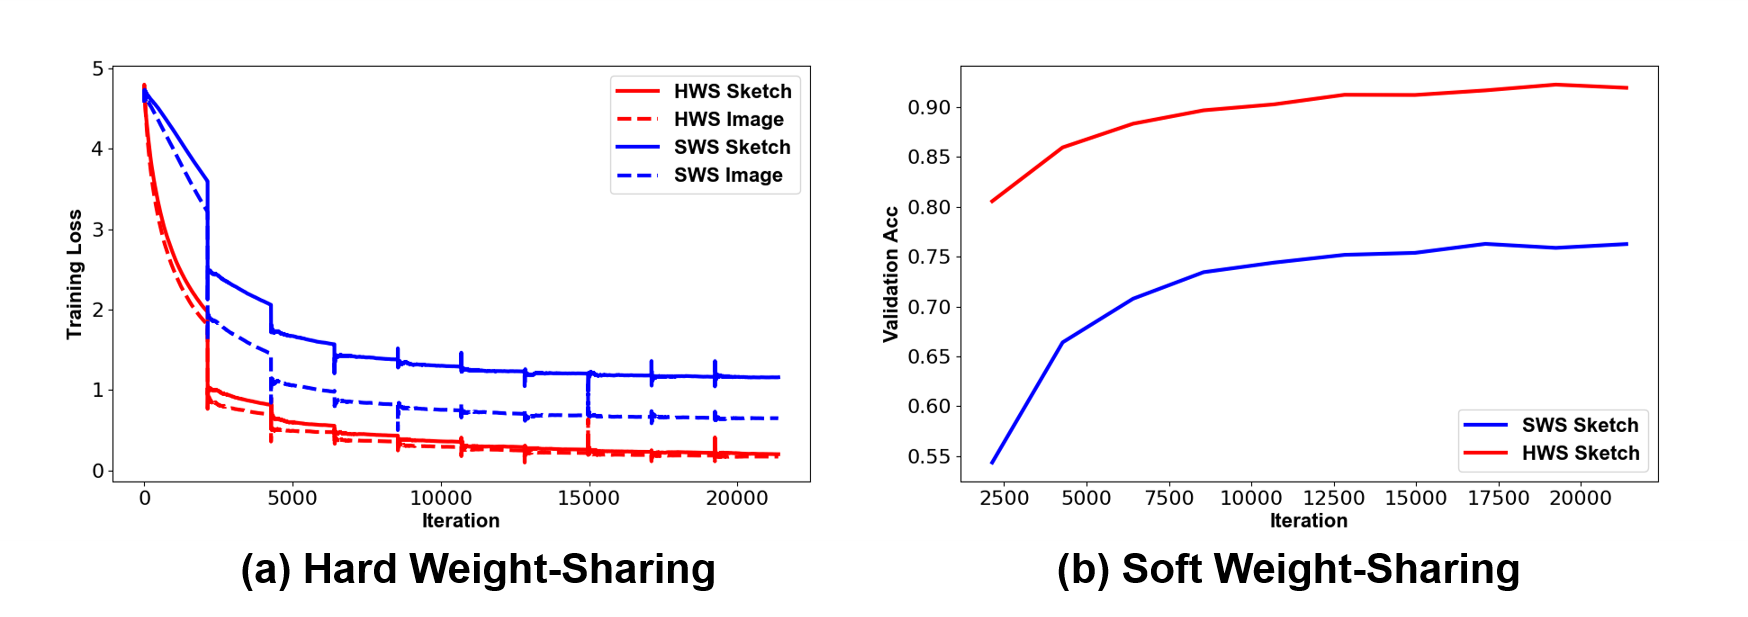 5
4
3
2
1
0
Training Loss
HWS Sketch
HWS Image
SWS Sketch
SWS Image
0 5000 10000 15000 20000
Iteration
(a) Hard Weight-Sharing
0.90
0.85
0.80
0.75
0.70
0.65
0.60
0.55
Validation Acc
SWS Sketch
HWS Sketch
2500 5000 7500 10000 12500 15000 17500 20000
Iteration
(b) Soft Weight-Sharing